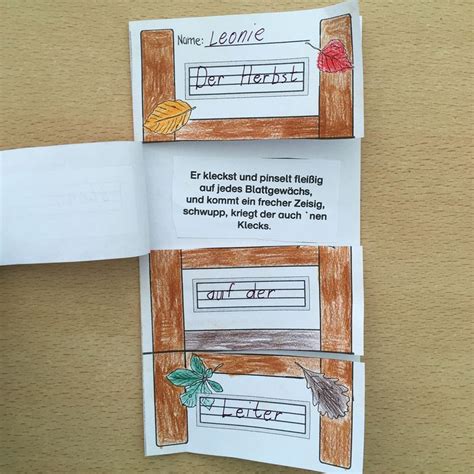 Name: Leonie
Der Herbst
Er kleckst und pinselt fleißig
auf jedes Blattgewächs,
und kommt ein frecher Zeisig,
schwupp, kriegt der auch `nen
Klecks.
auf der
Leiter